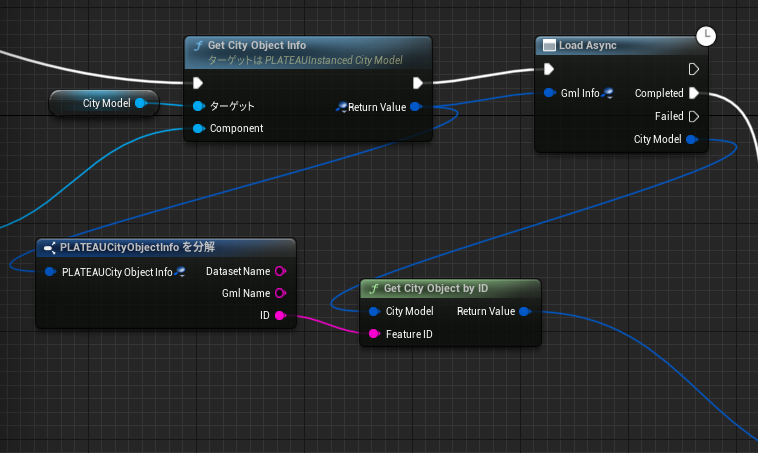 Get City Object Info
ターゲットは PLATEAUInstanced City Model
City Model
ターゲット
Return Value
Component
Load Async
Gml Info
Completed
Failed
City Model
PLATEAUCityObjectInfo を分解
PLATEAUCity Object Info
Dataset Name
Gml Name
ID
Get City Object by ID
City Model
Return Value
Feature ID